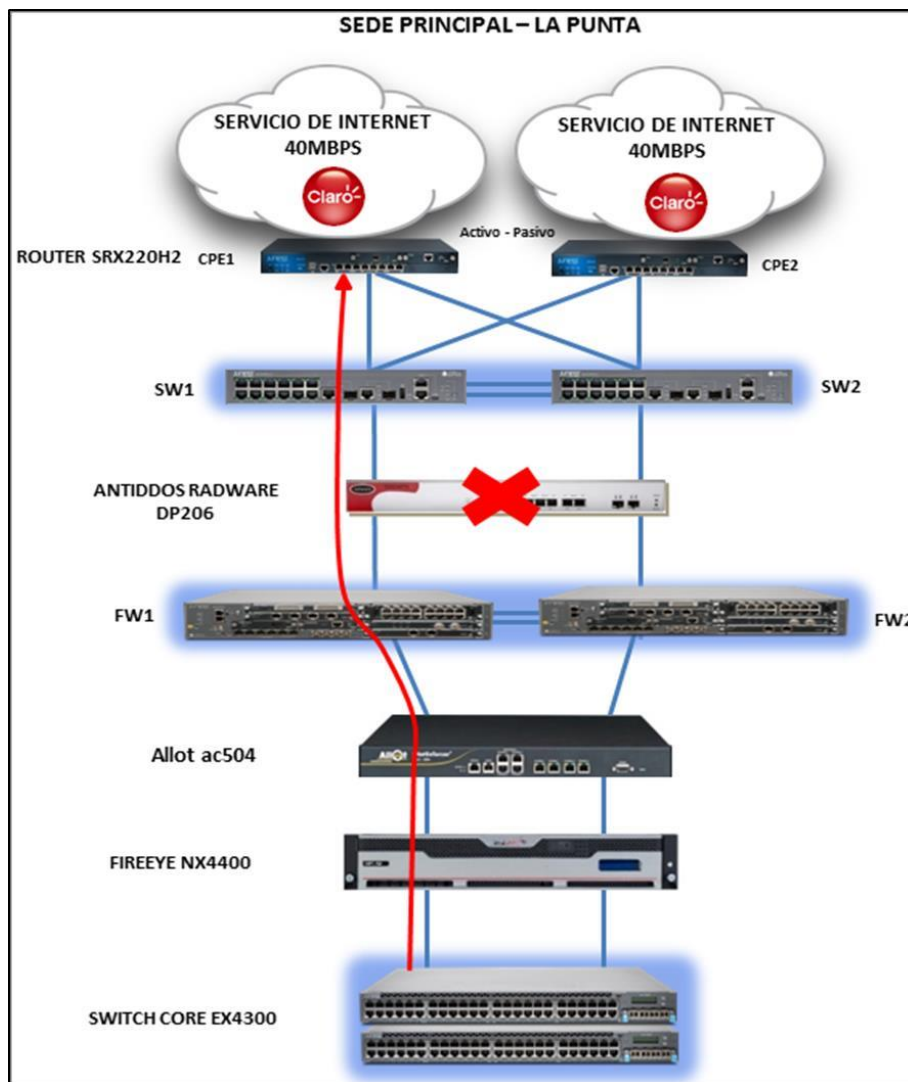 SEDE PRINCIPAL – LA PUNTA
SERVICIO DE INTERNET
40MBPS
Claro
SERVICIO DE INTERNET
40MBPS
Claro
Activo - Pasivo
ROUTER SRX220H2
CPE1
CPE2
SW1
SW2
ANTIDDOS RADWARE
DP206
FW1
FW2
Allot ac504
Allot
FIREEYE NX4400
SWITCH CORE EX4300